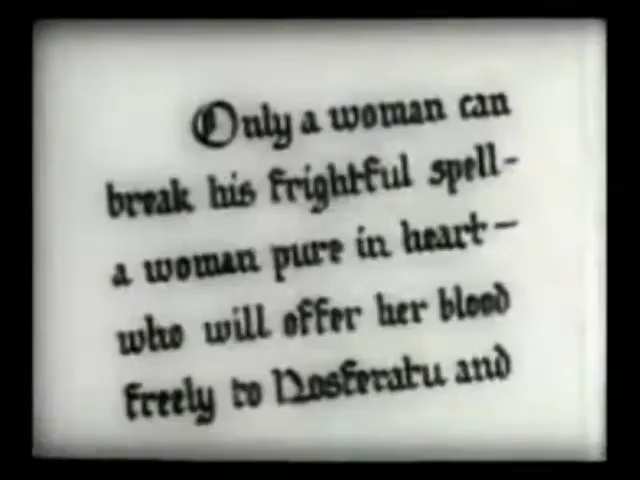 Only a woman can
break his frightful spell-
a woman pure in heart—
who will offer her blood
freely to Nosferatu and